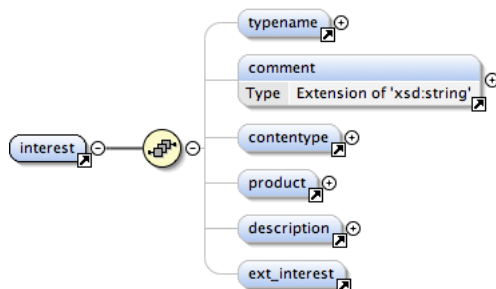 typename
comment
Type Extension of 'xsd:string'
interest
contentype
product
description
ext_interest